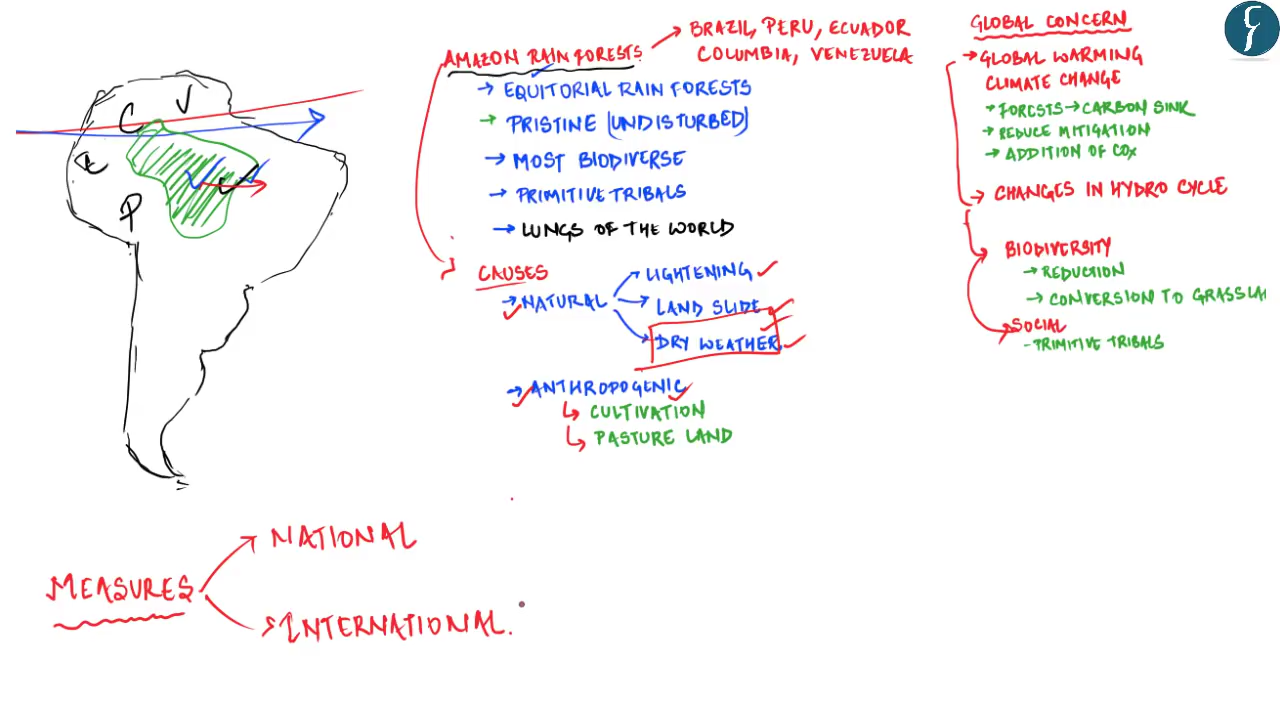 C
V
E
P
AMAZON RAIN FORESTS
BRAZIL, PERU, ECUADOR
COLUMBIA, VENEZUELA
→ EQUITORIAL RAIN FORESTS
→ PRISTINE (UNDISTURBED)
→ MOST BIODIVERSE
→ PRIMITIVE TRIBALS
→ LUNGS OF THE WORLD
CAUSES
→ NATURAL
LIGHTENING
LAND SLIDE
DRY WEATHER
→ ANTHROPOGENIC
CULTIVATION
PASTURE LAND
GLOBAL CONCERN
→ GLOBAL WARMING
CLIMATE CHANGE
→ FORESTS → CARBON SINK
→ REDUCE MITIGATION
→ ADDITION OF COX
→ CHANGES IN HYDRO CYCLE
BIODIVERSITY
→ REDUCTION
→ CONVERSION TO GRASSLA
SOCIAL
- PRIMITIVE TRIBALS
MEASURES
NATIONAL
INTERNATIONAL.